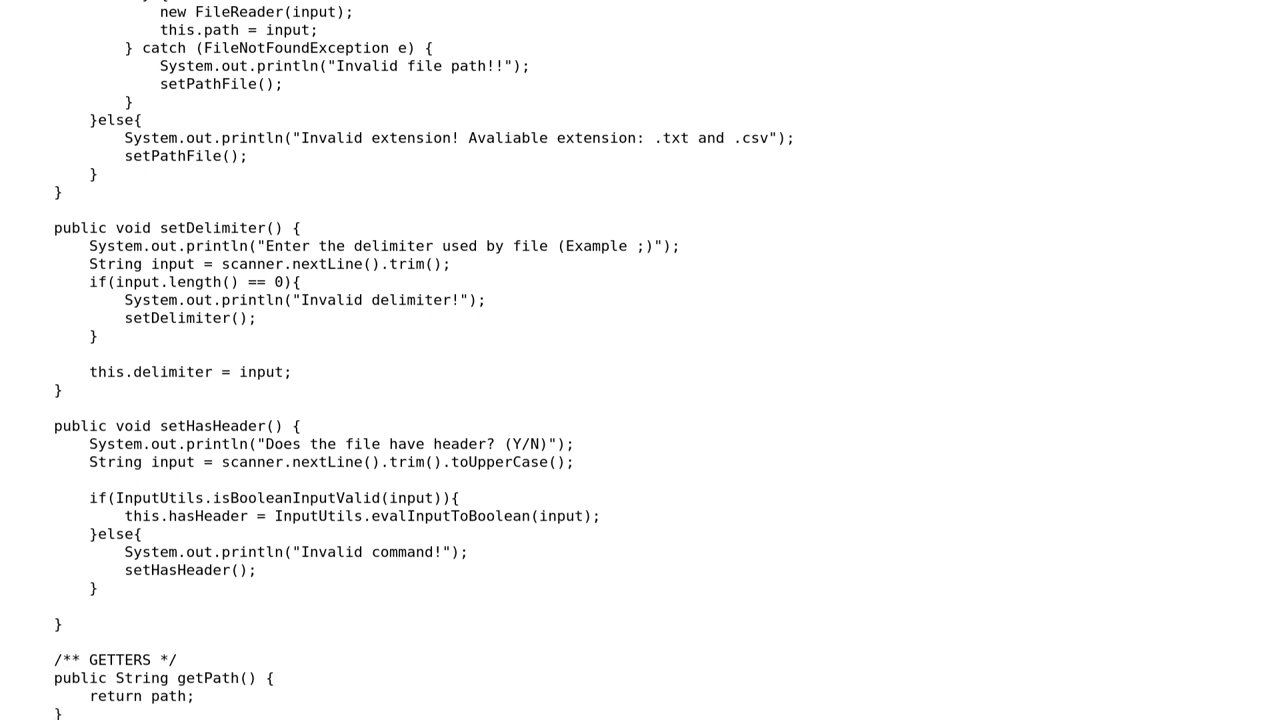 new FileReader(input);
this.path = input;
} catch (FileNotFoundException e) {
System.out.println("Invalid file path!!");
setPathFile();
}
}else{
System.out.println("Invalid extension! Avaliable extension: .txt and .csv");
setPathFile();
}
}
public void setDelimiter() {
System.out.println("Enter the delimiter used by file (Example ;)");
String input = scanner.nextLine().trim();
if(input.length() == 0){
System.out.println("Invalid delimiter!");
setDelimiter();
}
this.delimiter = input;
}
public void setHasHeader() {
System.out.println("Does the file have header? (Y/N)");
String input = scanner.nextLine().trim().toUpperCase();
if(InputUtils.isBooleanInputValid(input)){
this.hasHeader = InputUtils.evalInputToBoolean(input);
}else{
System.out.println("Invalid command!");
setHasHeader();
}
}
/** GETTERS */
public String getPath() {
return path;
}